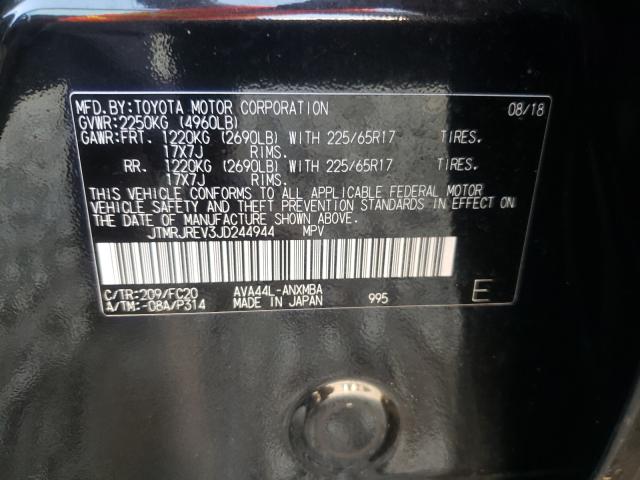 MFD.BY:TOYOTA MOTOR CORPORATION 08/18
GVWR:2250KG (4960LB)
GAWR:FRT. 1220KG (2690LB) WITH 225/65R17 TIRES.
17X7J RIMS.
RR. 1220KG (2690LB) WITH 225/65R17 TIRES.
17X7J RIMS.
THIS VEHICLE CONFORMS TO ALL APPLICABLE FEDERAL MOTOR
VEHICLE SAFETY AND THEFT PREVENTION STANDARDS IN EFFECT ON
THE DATE OF MANUFACTURE SHOWN ABOVE.
JTMRJREV3JD244944 MPV
C/TR:209/FC20 AVA44L-ANXMBA
A/TM:-08A/P314 MADE IN JAPAN 995 E